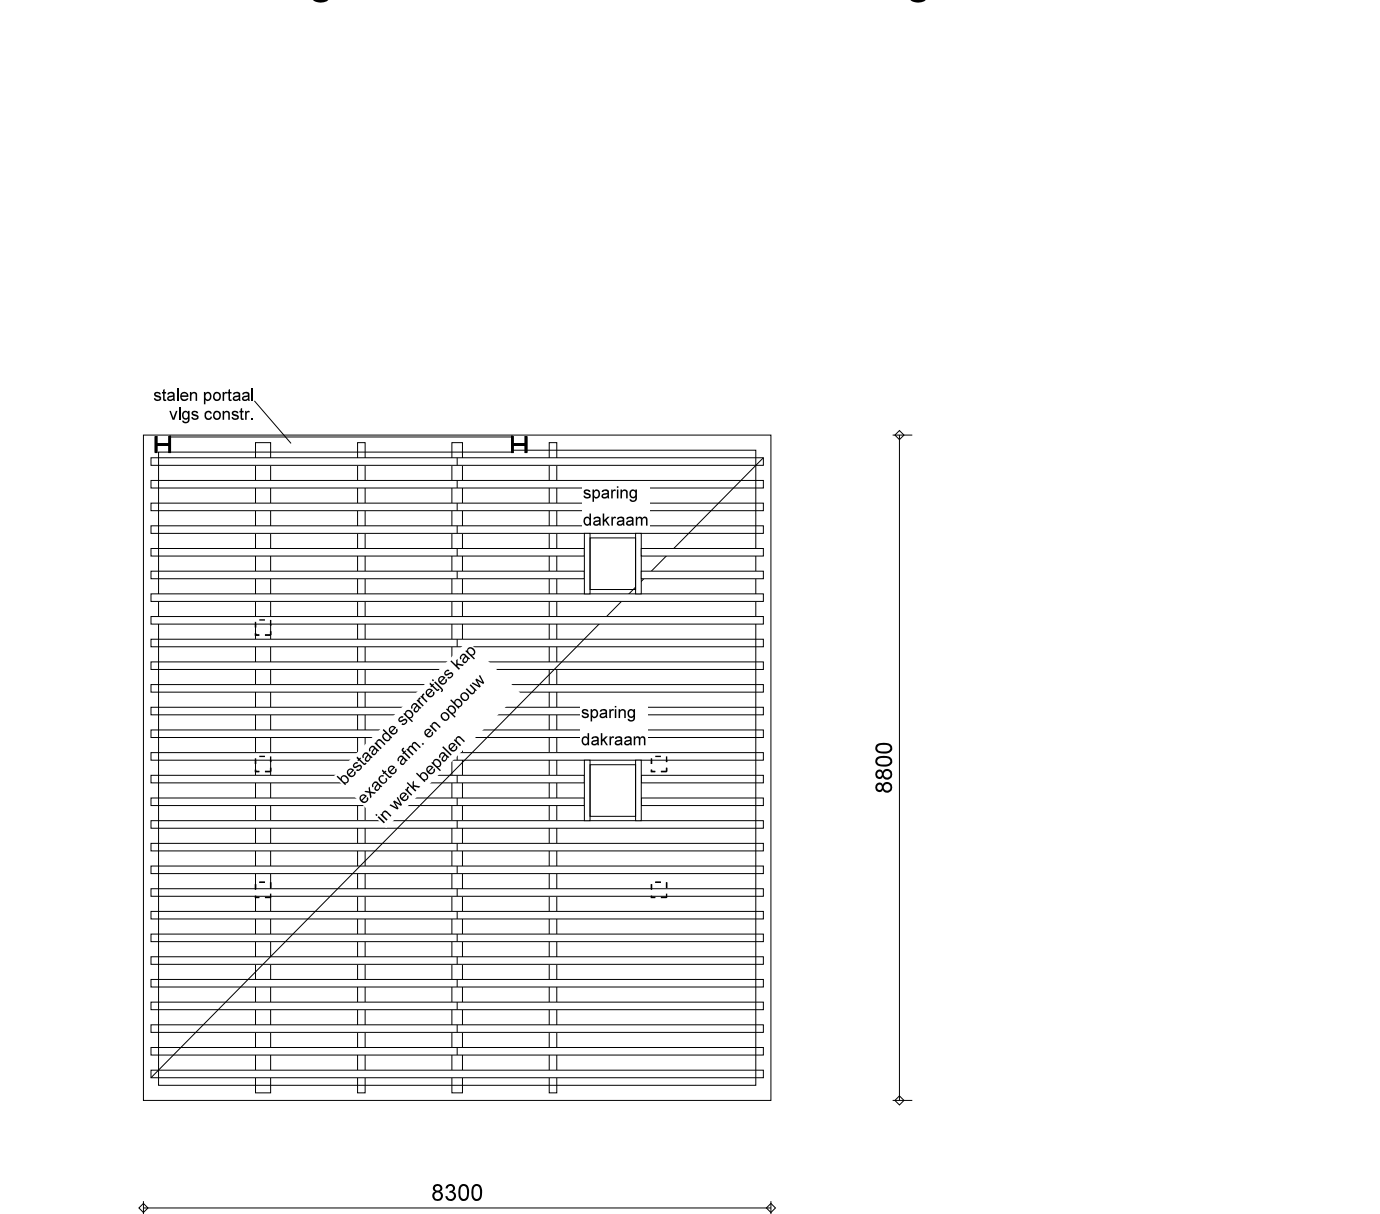 stalen portaal
vlgs constr.
sparing
dakraam
bestaande sparretjes kap
exacte afm. en opbouw
in werk bepalen
sparing
dakraam
8800
8300